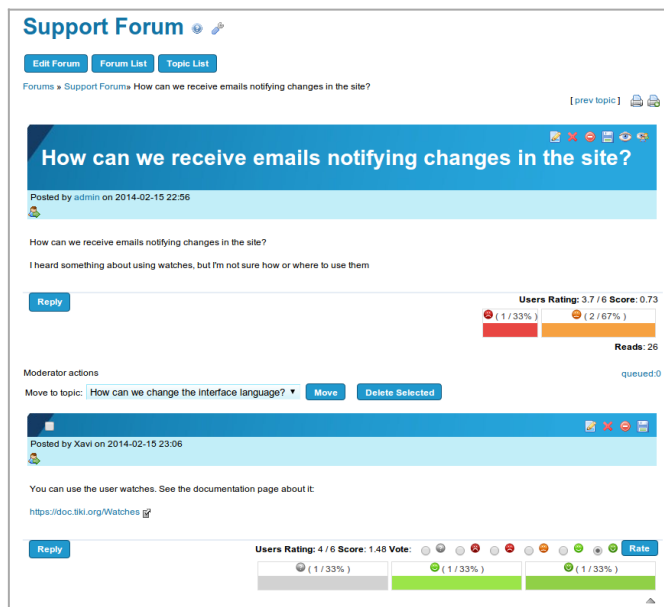 Support Forum
Edit Forum Forum List Topic List
Forums » Support Forum» How can we receive emails notifying changes in the site?
[ prev topic ]
How can we receive emails notifying changes in the site?
Posted by admin on 2014-02-15 22:56
How can we receive emails notifying changes in the site?
I heard something about using watches, but I'm not sure how or where to use them
Reply Users Rating: 3.7 / 6 Score: 0.73
( 1 / 33% ) ( 2 / 67% )
Reads: 26
Moderator actions queued:0
Move to topic: How can we change the interface language? Move Delete Selected
Posted by Xavi on 2014-02-15 23:06
You can use the user watches. See the documentation page about it:
https://doc.tiki.org/Watches
Reply Users Rating: 4 / 6 Score: 1.48 Vote: Rate
( 1 / 33% ) ( 1 / 33% ) ( 1 / 33% )